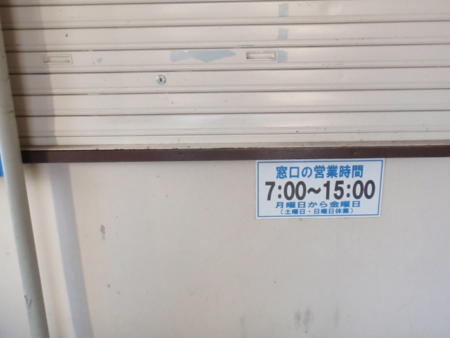 窓口の営業時間
7:00~15:00
月曜日から金曜日
(土曜日・日曜日休業)